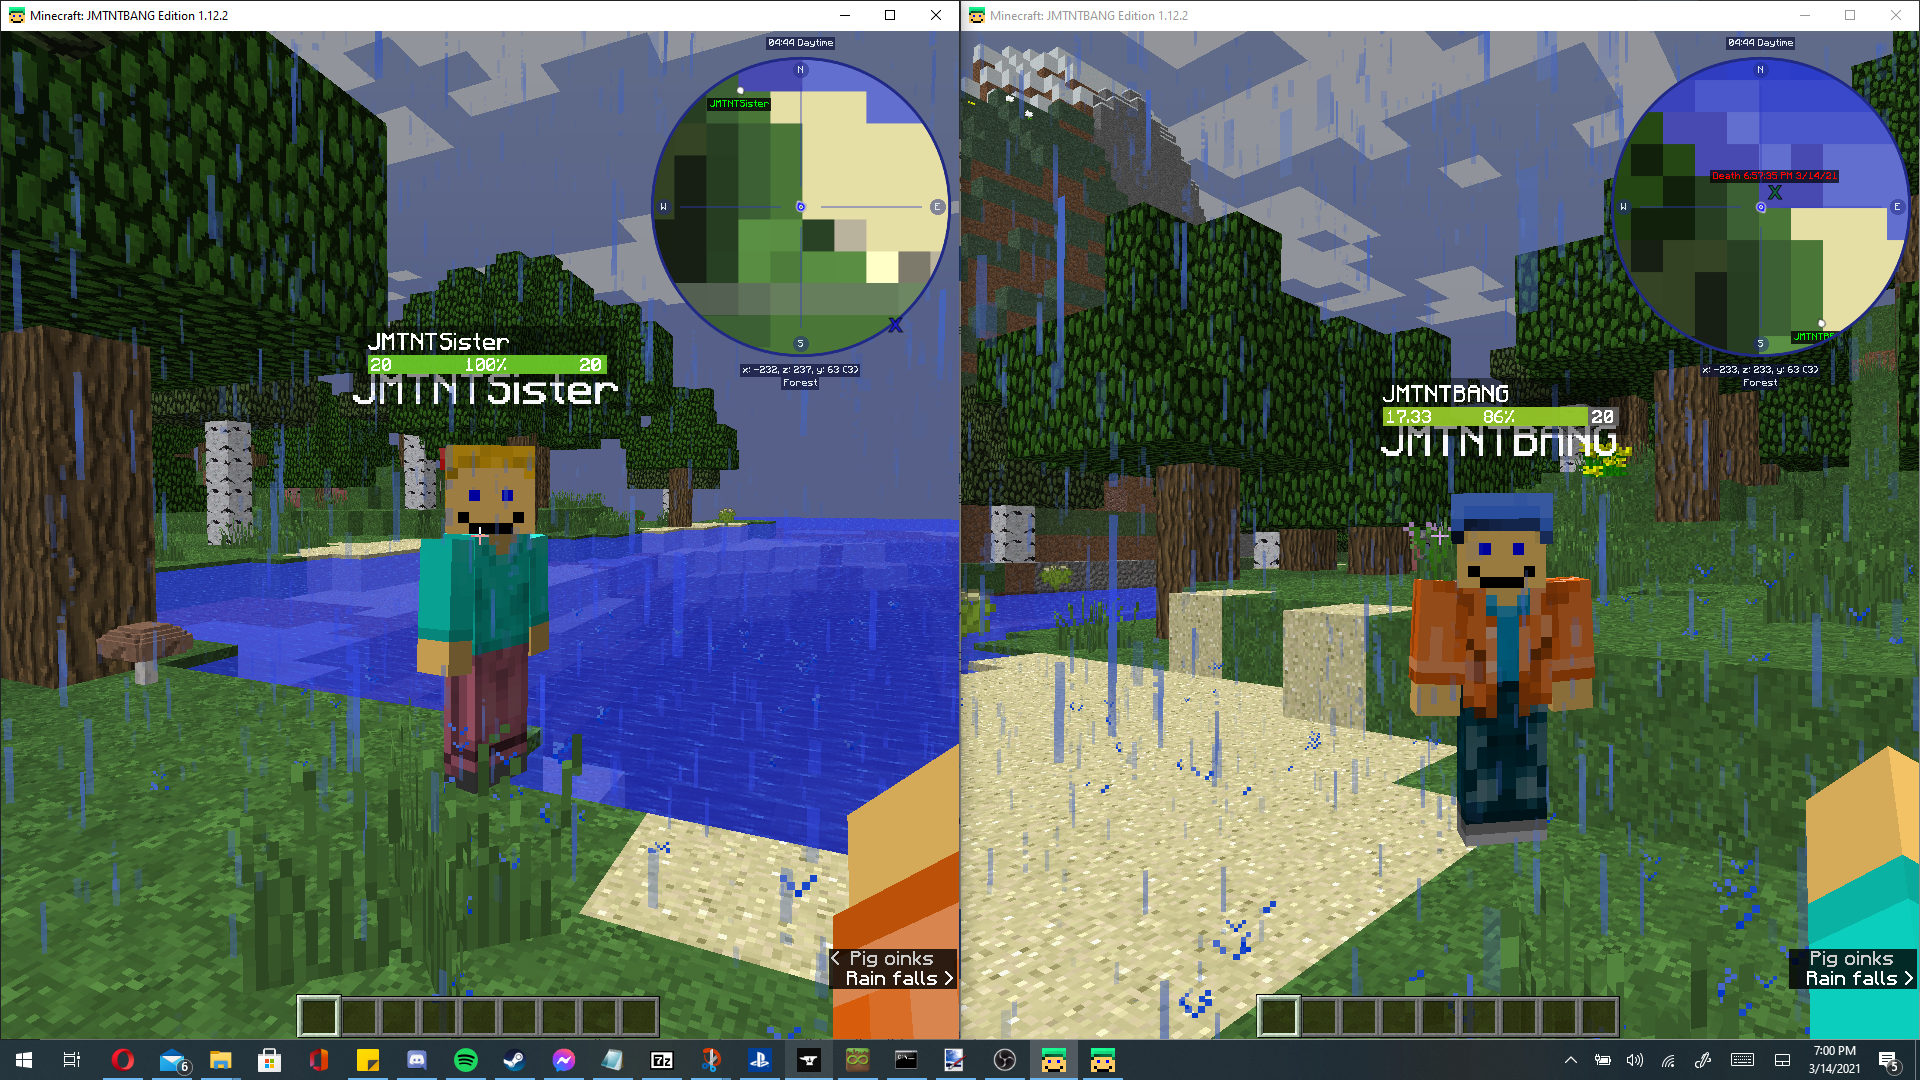 Minecraft: JMTNTBANG Edition 1.12.2
04:44 Daytime
N
JMTNTSister
W
E
S
X
x: -232, z: 237, y: 63 (3)
Forest
JMTNTSister
20 100% 20
JMTNTSister
< Pig oinks
Rain falls >
Minecraft: JMTNTBANG Edition 1.12.2
04:44 Daytime
N
Death 6:57:35 PM 3/14/21
X
W
E
S
x: -233, z: 233, y: 63 (3)
Forest
JMTNTBANG
17.33 86% 20
JMTNTBANG
Pig oinks
Rain falls >
6
7z
7:00 PM
3/14/2021
5